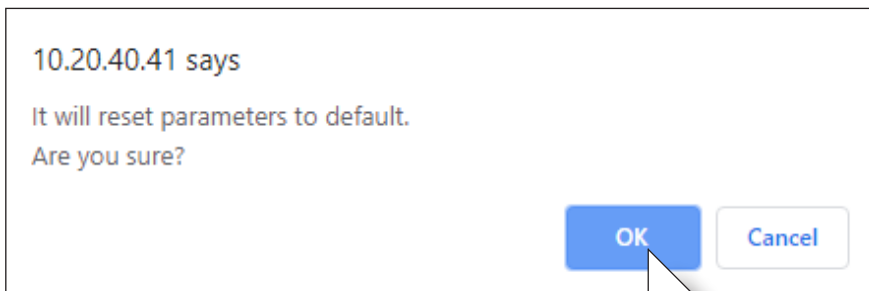 10.20.40.41 says
It will reset parameters to default.
Are you sure?
OK Cancel